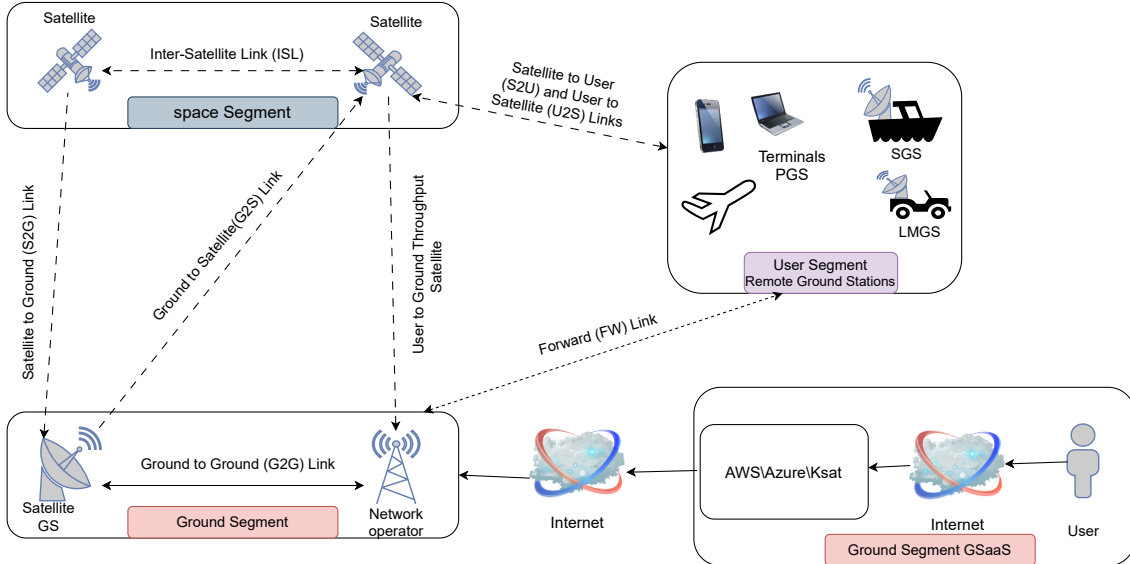 Satellite
Satellite
Inter-Satellite Link (ISL)
space Segment
Satellite to User
(S2U) and User to
Satellite (U2S) Links
Terminals
PGS
SGS
LMGS
User Segment
Remote Ground Stations
Satellite to Ground (S2G) Link
Ground to Satellite(G2S) Link
User to Ground Throughput
Satellite
Forward (FW) Link
Ground to Ground (G2G) Link
Satellite
GS
Ground Segment
Network
operator
Internet
AWS\Azure\Ksat
Internet
User
Ground Segment GSaaS